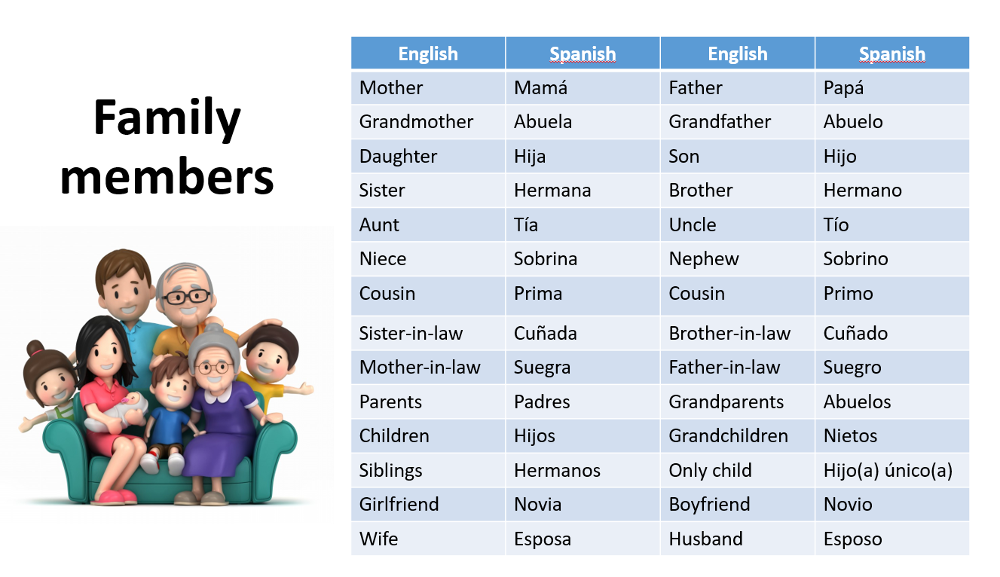 Family
members
English Spanish English Spanish
Mother Mamá Father Papá
Grandmother Abuela Grandfather Abuelo
Daughter Hija Son Hijo
Sister Hermana Brother Hermano
Aunt Tía Uncle Tío
Niece Sobrina Nephew Sobrino
Cousin Prima Cousin Primo
Sister-in-law Cuñada Brother-in-law Cuñado
Mother-in-law Suegra Father-in-law Suegro
Parents Padres Grandparents Abuelos
Children Hijos Grandchildren Nietos
Siblings Hermanos Only child Hijo(a) único(a)
Girlfriend Novia Boyfriend Novio
Wife Esposa Husband Esposo